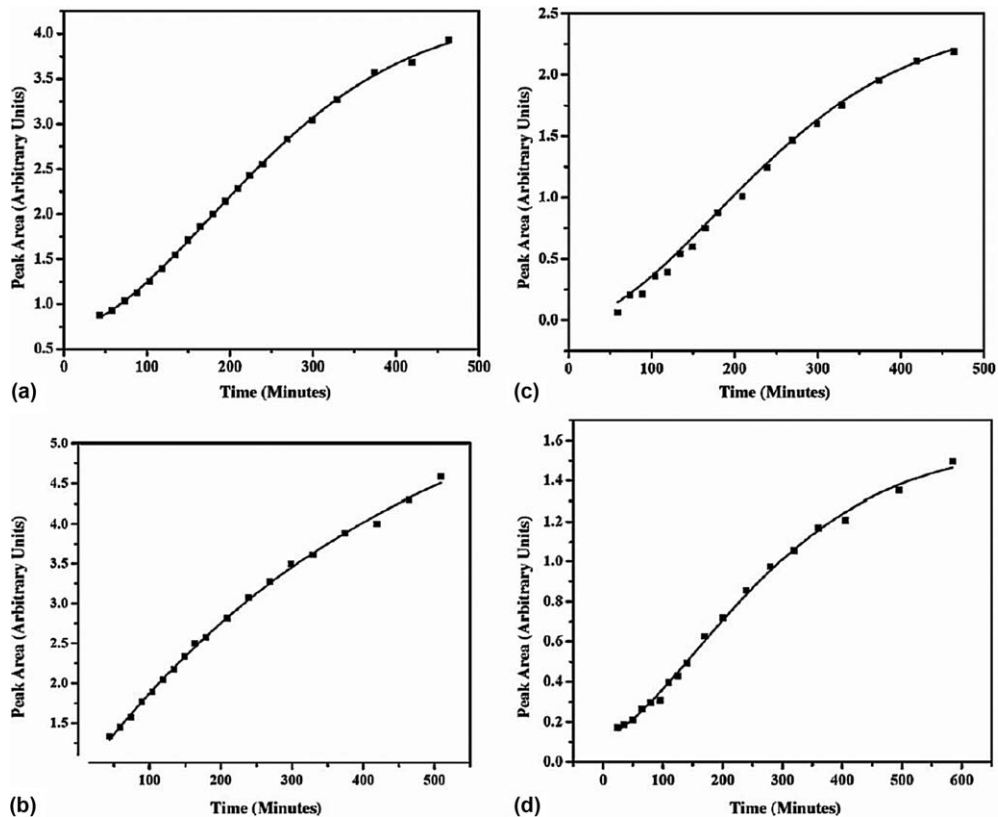 4.0
3.5
3.0
2.5
2.0
1.5
1.0
0.5
Peak Area (Arbitrary Units)
0 100 200 300 400 500
Time (Minutes)
(a)
2.5
2.0
1.5
1.0
0.5
0.0
Peak Area (Arbitrary Units)
0 100 200 300 400 500
Time (Minutes)
(c)
5.0
4.5
4.0
3.5
3.0
2.5
2.0
1.5
Peak Area (Arbitrary Units)
100 200 300 400 500
Time (Minutes)
(b)
1.6
1.4
1.2
1.0
0.8
0.6
0.4
0.2
0.0
Peak Area (Arbitrary Units)
0 100 200 300 400 500 600
Time (Minutes)
(d)